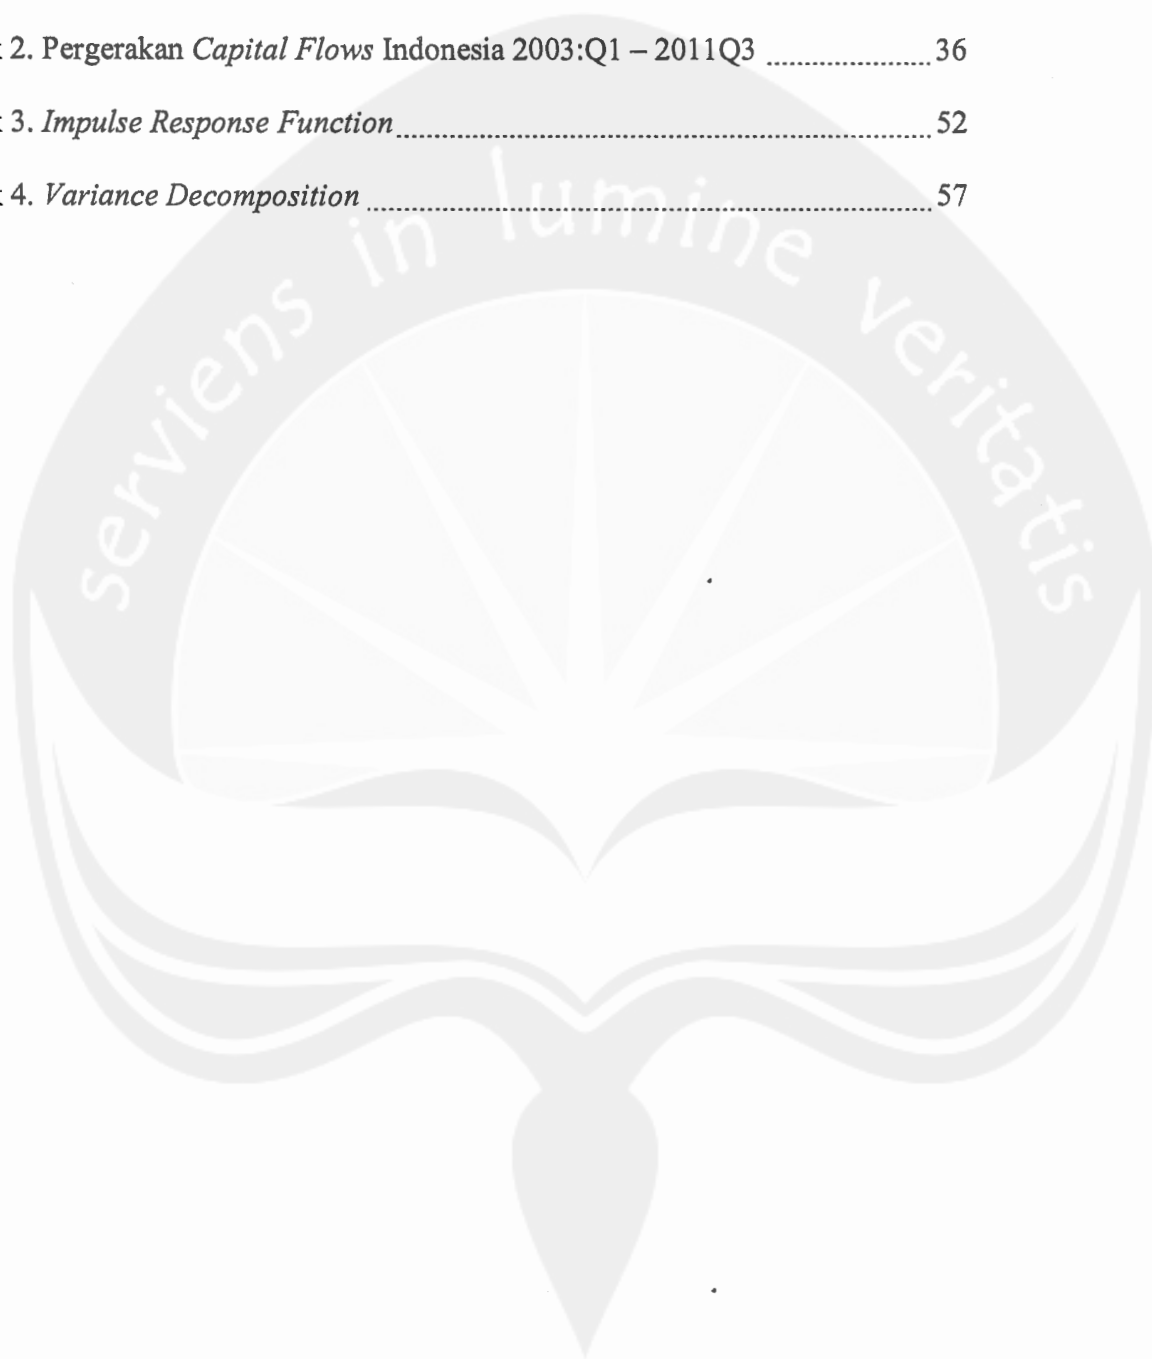 2. Pergerakan Capital Flows Indonesia 2003:Q1 – 2011Q3 ................... 36
3. Impulse Response Function ................... 52
4. Variance Decomposition ................... 57
serviens in lumine veritatis